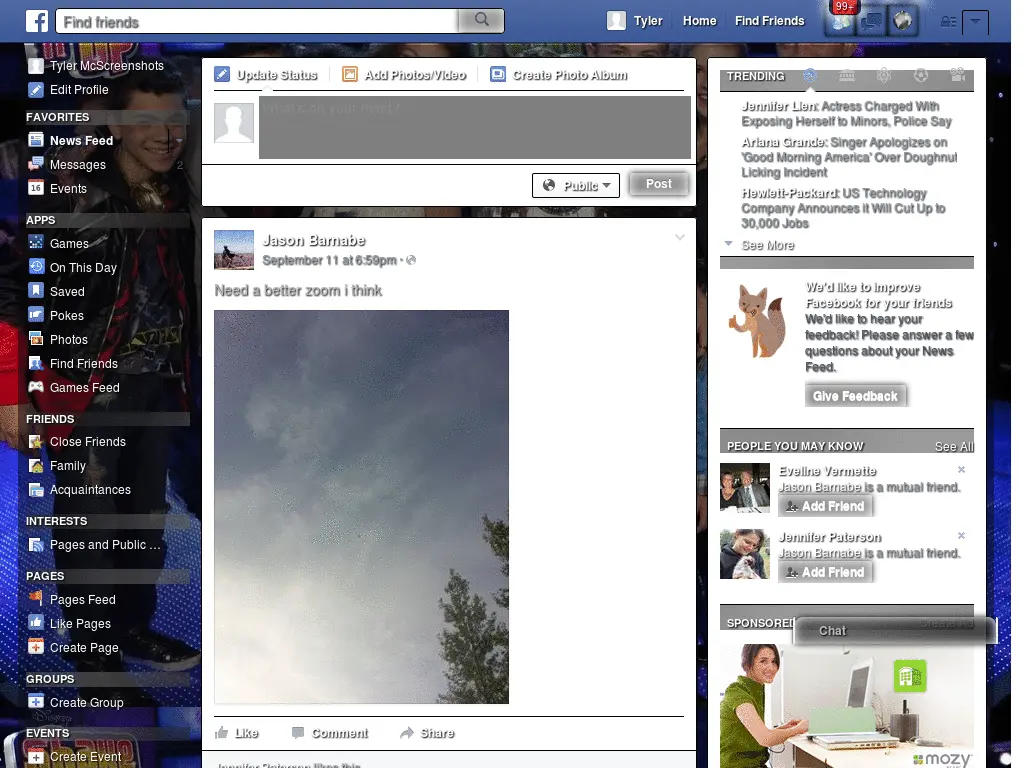 Find friends
Tyler
Home
Find Friends
99+
Tyler McScreenshots
Edit Profile
FAVORITES
News Feed
Messages
2
16
Events
APPS
Games
On This Day
Saved
Pokes
Photos
Find Friends
Games Feed
FRIENDS
Close Friends
Family
Acquaintances
INTERESTS
Pages and Public ...
PAGES
Pages Feed
Like Pages
Create Page
GROUPS
Create Group
EVENTS
Create Event
Update Status
Add Photos/Video
Create Photo Album
Public
Post
Jason Barnabe
September 11 at 6:59pm ·
Need a better zoom i think
Like
Comment
Share
Jennifer Paterson likes this.
TRENDING
Jennifer Lien: Actress Charged With
Exposing Herself to Minors, Police Say
Ariana Grande: Singer Apologizes on
'Good Morning America' Over Doughnut
Licking Incident
Hewlett-Packard: US Technology
Company Announces it Will Cut Up to
30,000 Jobs
See More
We'd like to improve
Facebook for your friends
We'd like to hear your
feedback! Please answer a few
questions about your News
Feed.
Give Feedback
PEOPLE YOU MAY KNOW
See All
Eveline Vermette
Jason Barnabe is a mutual friend.
Add Friend
Jennifer Paterson
Jason Barnabe is a mutual friend.
Add Friend
SPONSORED
Create Ad
Chat
mozy